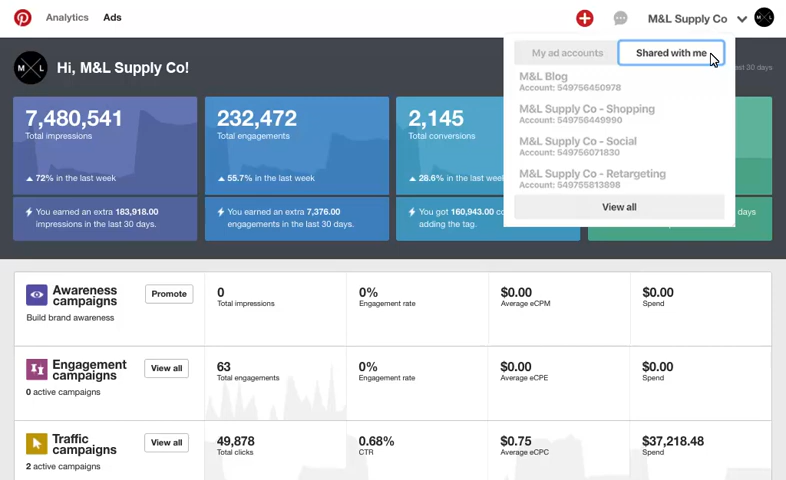 Analytics
Ads
M&L Supply Co
M L
M L
Hi, M&L Supply Co!
My ad accounts
Shared with me
ast 30 days
M&L Blog
Account: 549756450978
M&L Supply Co - Shopping
Account: 549756449990
M&L Supply Co - Social
Account: 549756071830
M&L Supply Co - Retargeting
Account: 549755813898
View all
7,480,541
Total impressions
72% in the last week
You earned an extra 183,918.00
impressions in the last 30 days.
232,472
Total engagements
55.7% in the last week
You earned an extra 7,376.00
engagements in the last 30 days.
2,145
Total conversions
28.6% in the last week
You got 160,943.00 co
adding the tag.
days
Awareness
campaigns
Promote
Build brand awareness
0
Total impressions
0%
Engagement rate
$0.00
Average eCPM
$0.00
Spend
Engagement
campaigns
View all
0 active campaigns
63
Total engagements
0%
Engagement rate
$0.00
Average eCPE
$0.00
Spend
Traffic
campaigns
View all
2 active campaigns
49,878
Total clicks
0.68%
CTR
$0.75
Average eCPC
$37,218.48
Spend